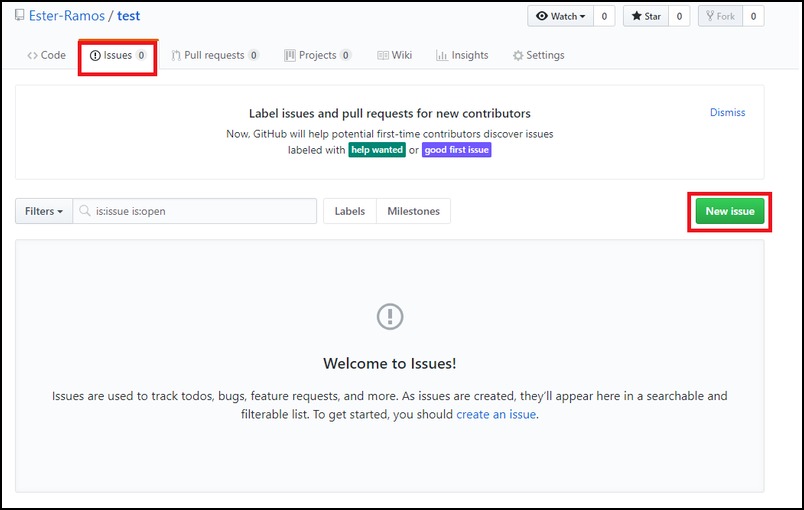 Ester-Ramos / test
Watch 0 Star 0 Fork 0
Code Issues 0 Pull requests 0 Projects 0 Wiki Insights Settings
Label issues and pull requests for new contributors
Dismiss
Now, GitHub will help potential first-time contributors discover issues
labeled with help wanted or good first issue
Filters is:issue is:open Labels Milestones New issue
Welcome to Issues!
Issues are used to track todos, bugs, feature requests, and more. As issues are created, they'll appear here in a searchable and
filterable list. To get started, you should create an issue.